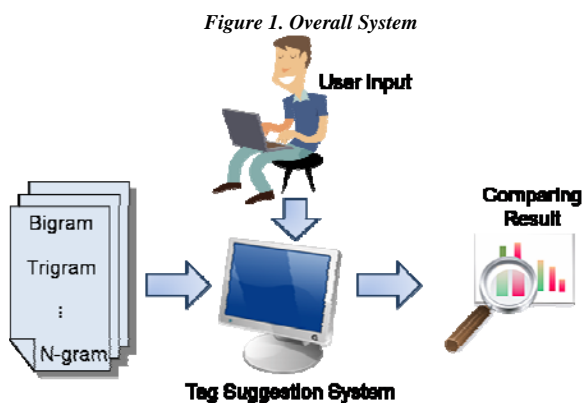 Figure 1. Overall System
User Input
Comparing
Result
Bigram
Trigram
⋮
N-gram
Tag Suggestion System